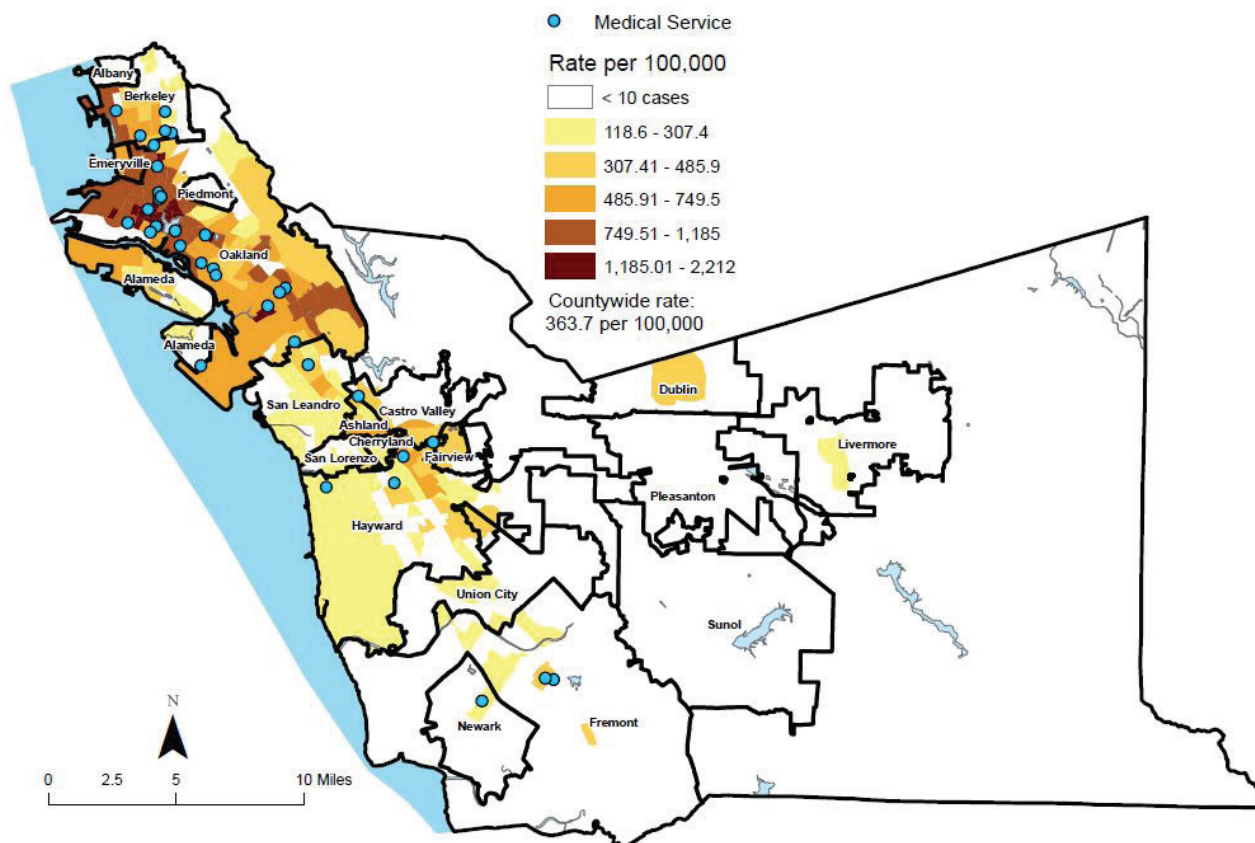 Medical Service
Rate per 100,000
< 10 cases
118.6 - 307.4
307.41 - 485.9
485.91 - 749.5
749.51 - 1,185
1,185.01 - 2,212
Countywide rate:
363.7 per 100,000
Albany
Berkeley
Emeryville
Piedmont
Oakland
Alameda
Alameda
San Leandro
Castro Valley
Ashland
Cherryland
San Lorenzo
Fairview
Dublin
Livermore
Pleasanton
Hayward
Union City
Sunol
Newark
Fremont
N
0 2.5 5 10 Miles